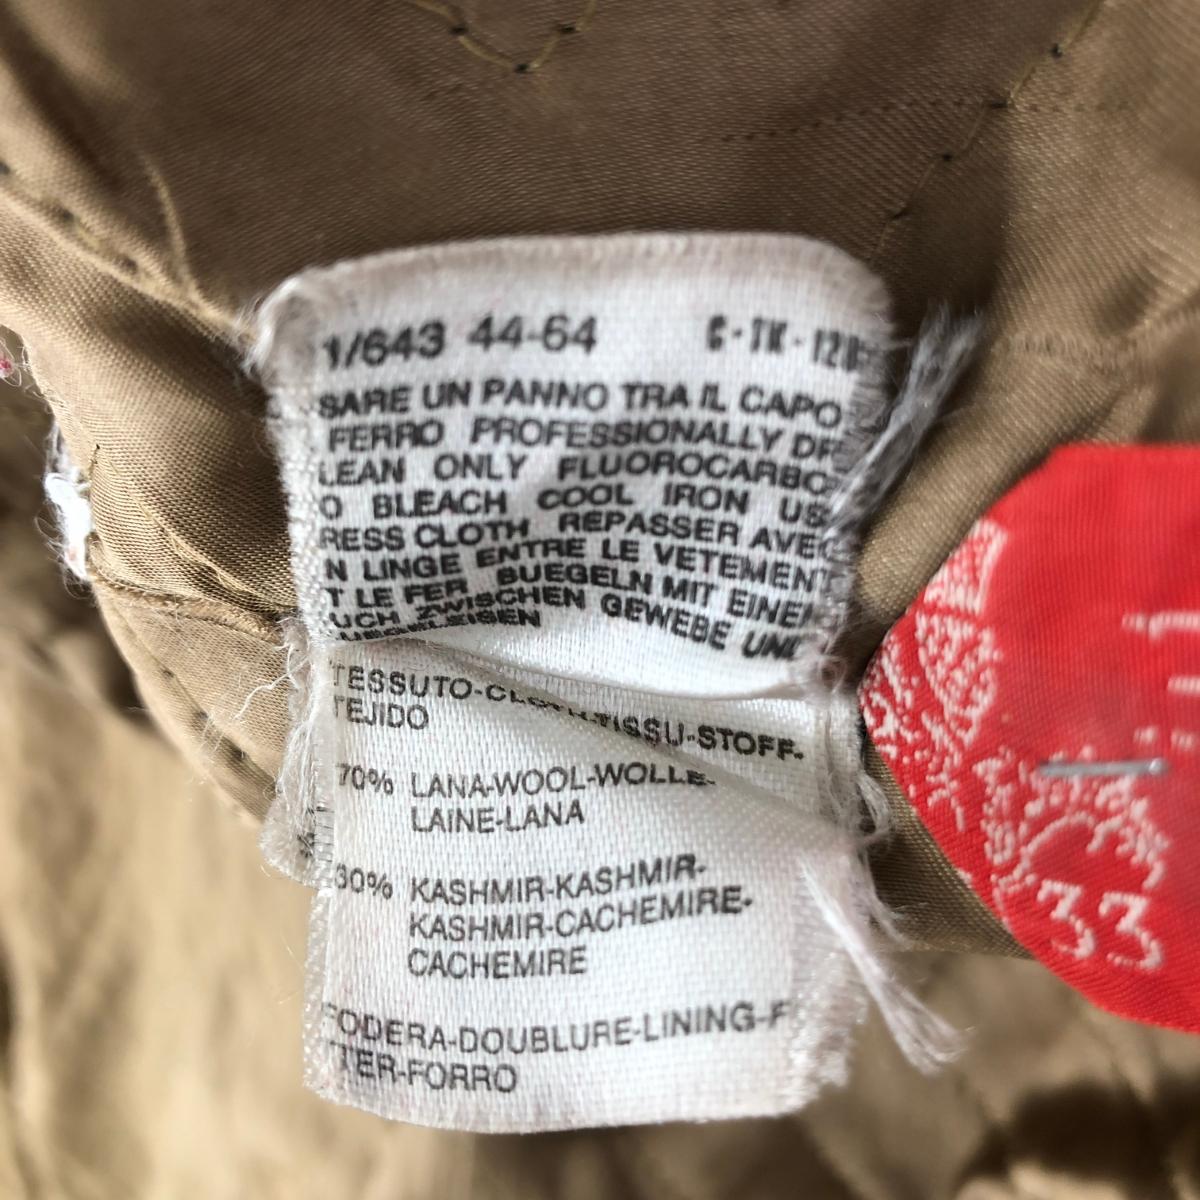 1/643 44-64 C-TK-12
SARE UN PANNO TRA IL CAPO
FERRO PROFESSIONALLY DR
LEAN ONLY FLUOROCARBO
O BLEACH COOL IRON US
RESS CLOTH REPASSER AVEC
N LINGE ENTRE LE VETEMENT
T LE FER BUEGELN MIT EINEM
UCH ZWISCHEN GEWEBE UND
TESSUTO-CLOTH-TISSU-STOFF-
TEJIDO
70% LANA-WOOL-WOLLE-
LAINE-LANA
30% KASHMIR-KASHMIR-
KASHMIR-CACHEMIRE-
CACHEMIRE
FODERA-DOUBLURE-LINING-F
TER-FORRO
33